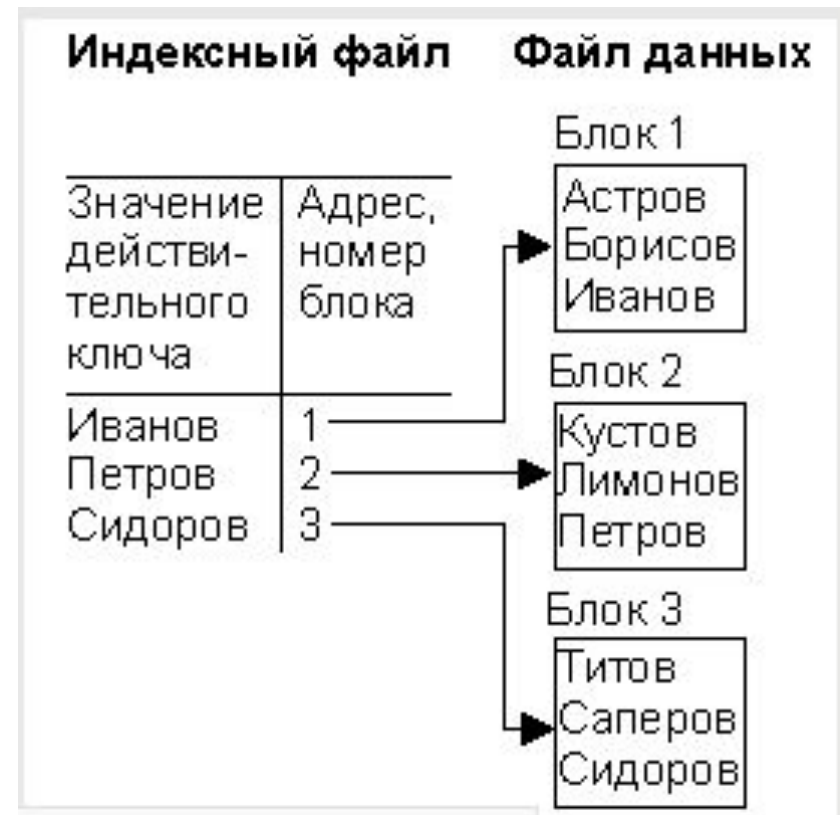 Индексный файл
Файл данных
Значение
действи-
тельного
ключа
Адрес,
номер
блока
Иванов 1
Петров 2
Сидоров 3
Блок 1
Астров
Борисов
Иванов
Блок 2
Кустов
Лимонов
Петров
Блок 3
Титов
Саперов
Сидоров